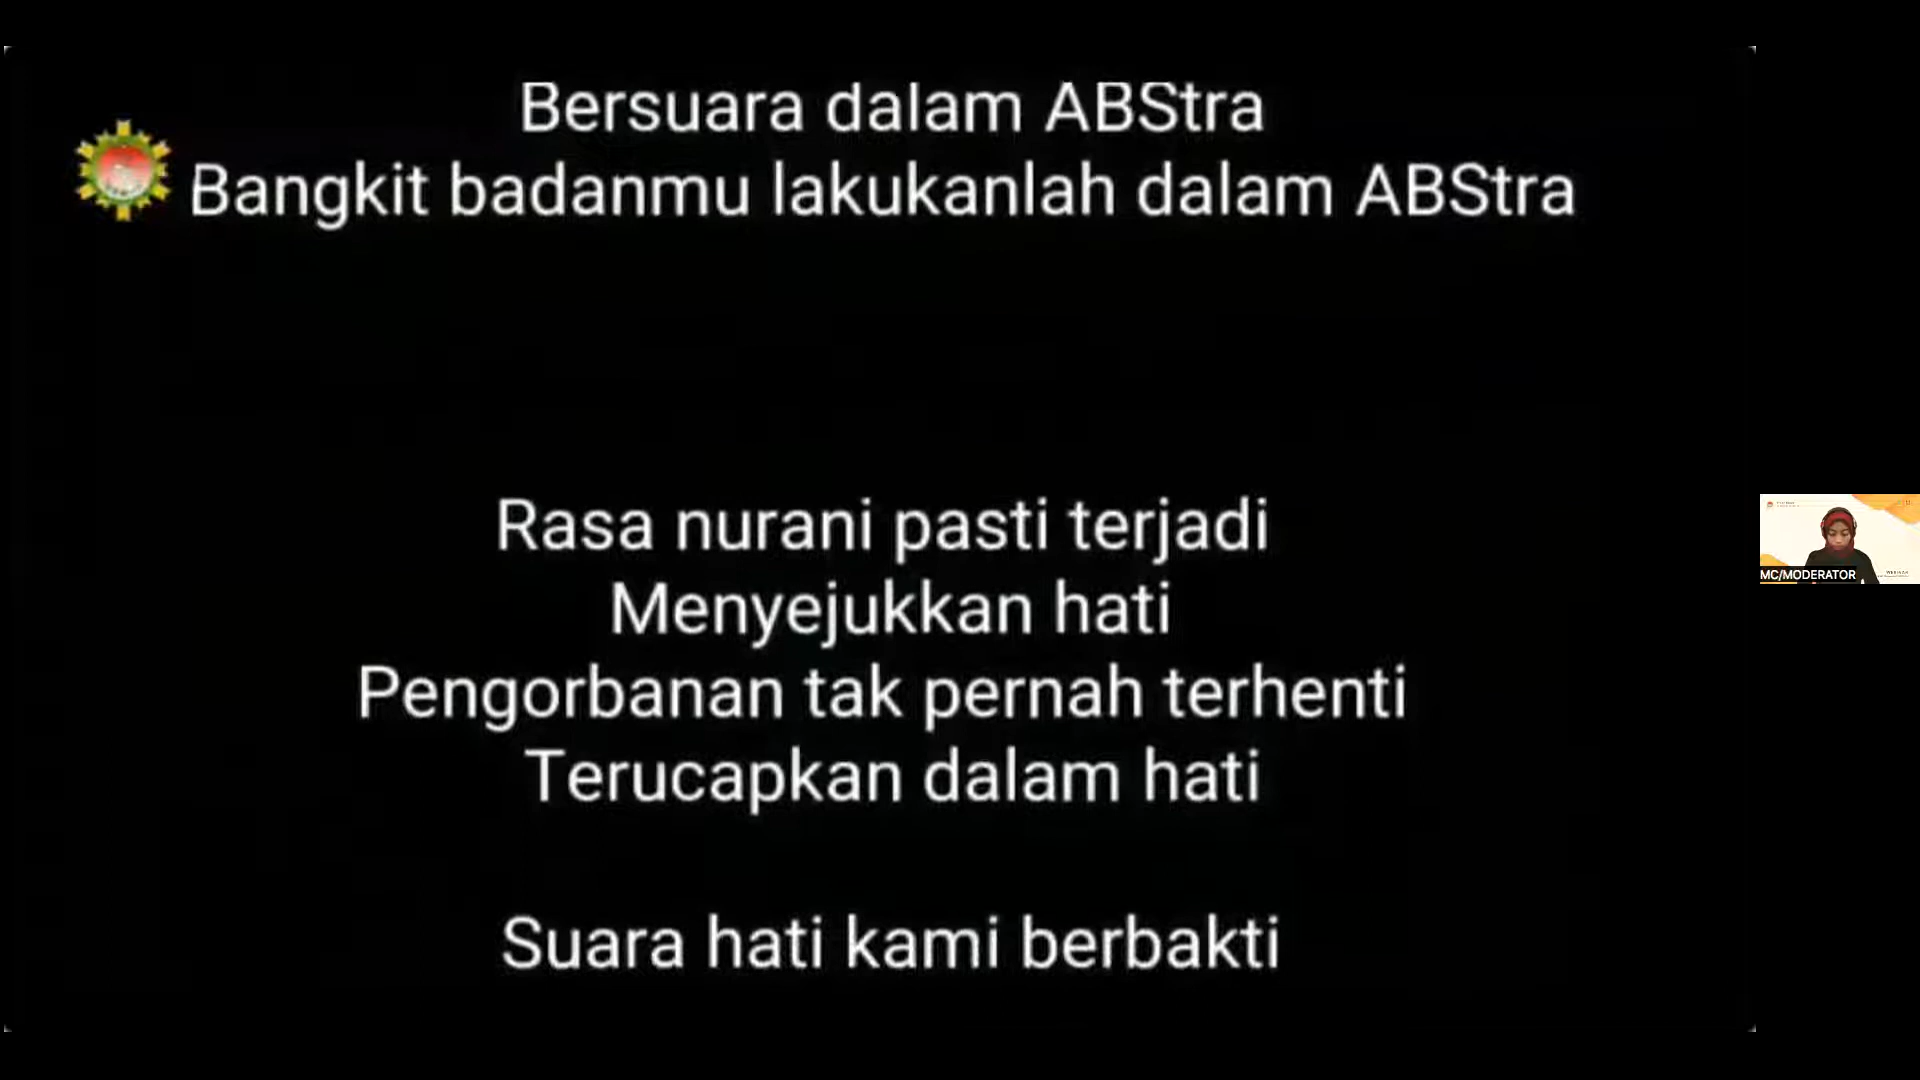 Bersuara dalam ABStra
Bangkit badanmu lakukanlah dalam ABStra
Rasa nurani pasti terjadi
Menyejukkan hati
Pengorbanan tak pernah terhenti
Terucapkan dalam hati
Suara hati kami berbakti
MC/MODERATOR